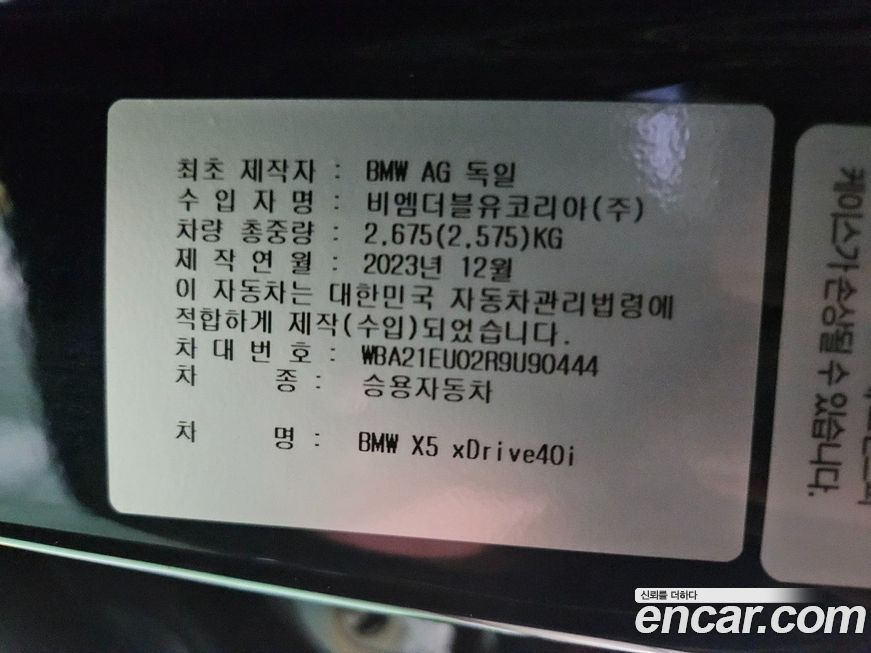 최초 제작자 : BMW AG 독일
수 입 자 명 : 비엠더블유코리아(주)
차량 총중량 : 2,675(2,575)KG
제 작 연 월 : 2023년 12월
이 자동차는 대한민국 자동차관리법령에
적합하게 제작(수입)되었습니다.
차 대 번 호 : WBA21EU02R9U90444
차 종 : 승용자동차
차 명 : BMW X5 xDrive40i
케이스가 손상될 수 있습니다.
신뢰를 더하다
encar.com